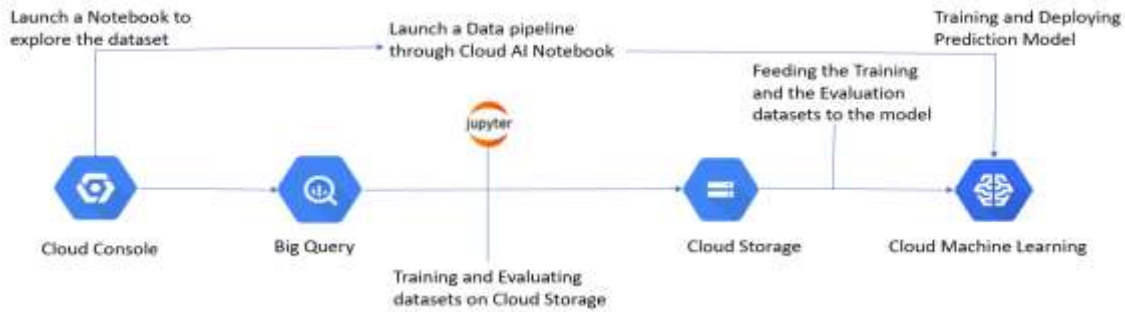 Launch a Notebook to
explore the dataset
Launch a Data pipeline
through Cloud AI Notebook
Training and Deploying
Prediction Model
Feeding the Training
and the Evaluation
datasets to the model
jupyter
Cloud Console
Big Query
Cloud Storage
Cloud Machine Learning
Training and Evaluating
datasets on Cloud Storage